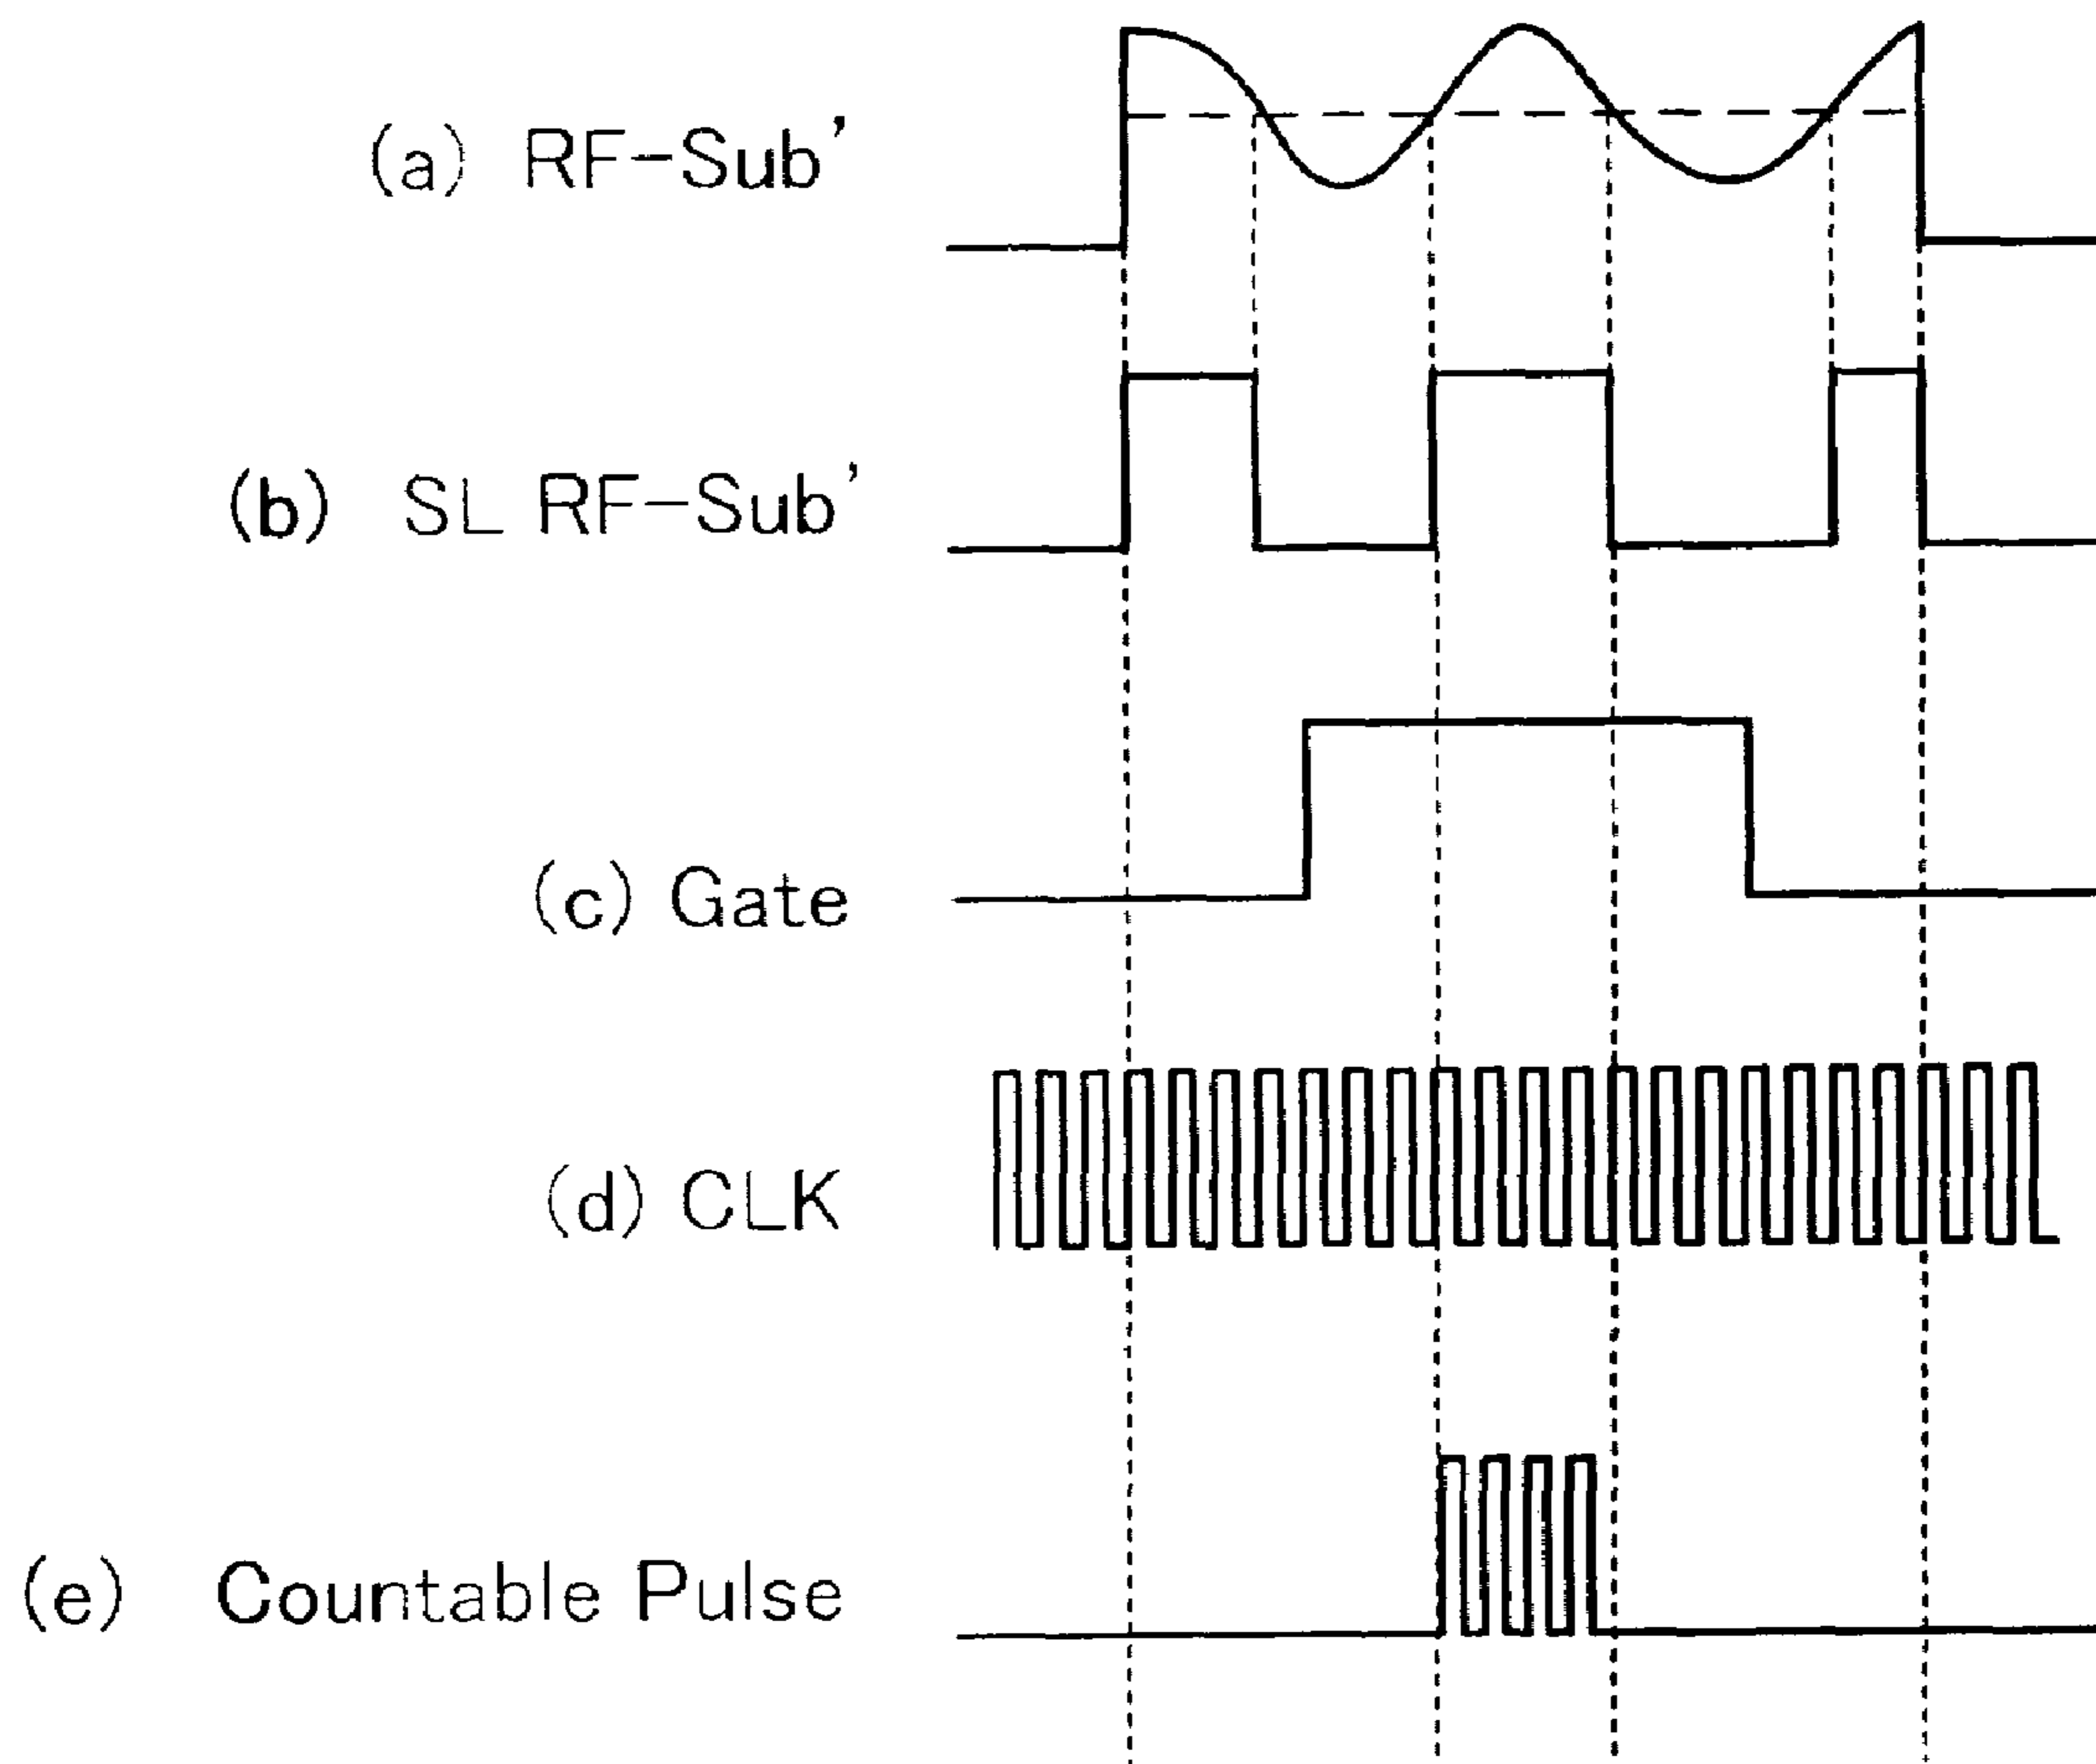 (a) RF-Sub'
(b) SL RF-Sub'
(c) Gate
(d) CLK
(e) Countable Pulse